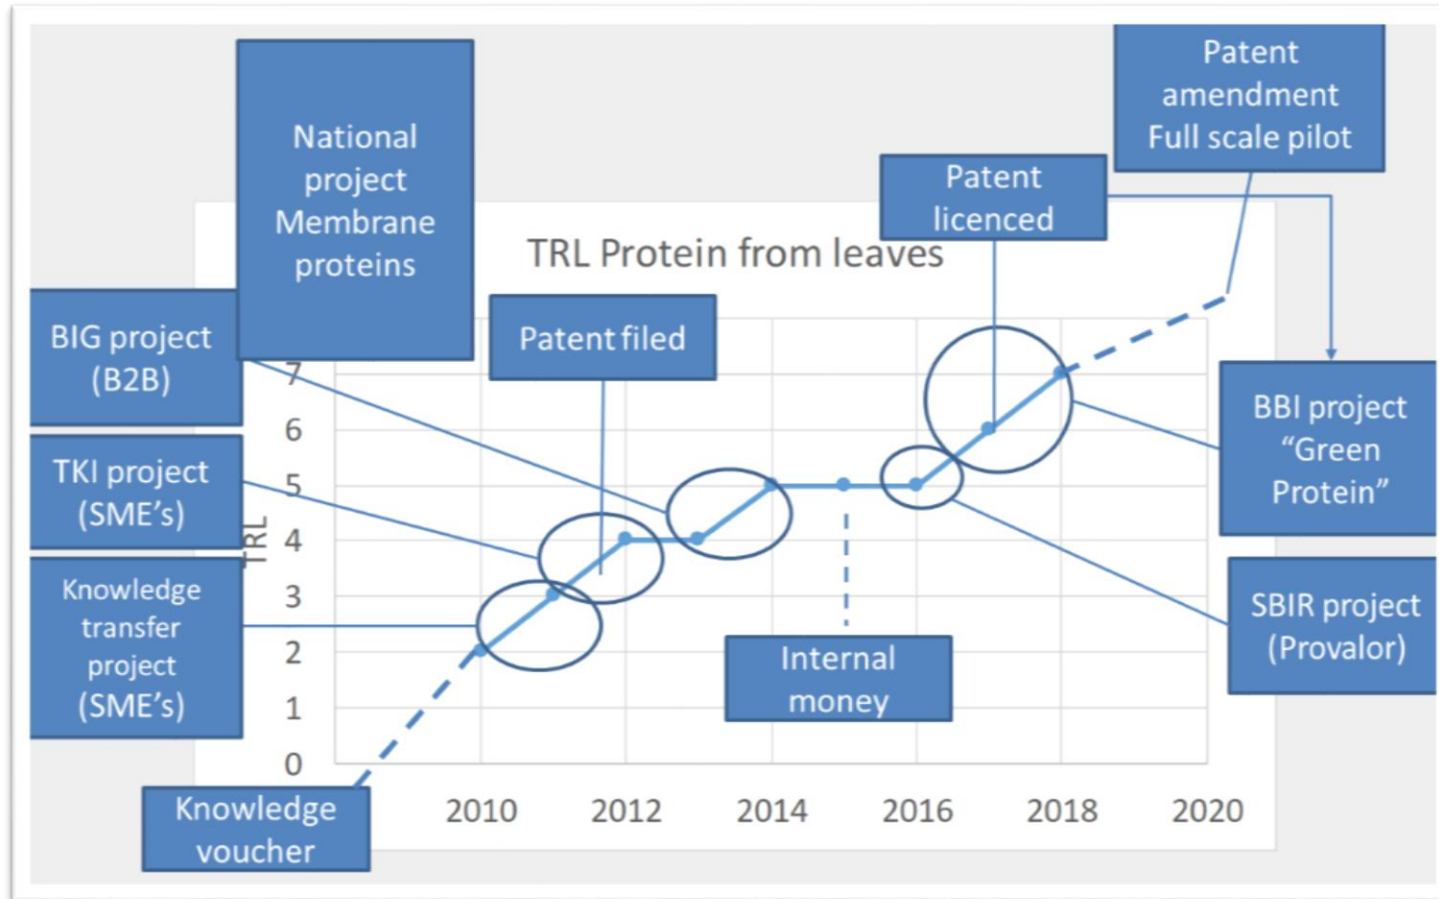 Patent
amendment
Full scale pilot
National
project
Membrane
proteins
Patent
licenced
TRL Protein from leaves
BIG project
(B2B)
Patent filed
TKI project
(SME's)
Knowledge
transfer
project
(SME's)
BBI project
“Green
Protein”
SBIR project
(Provalor)
Internal
money
Knowledge
voucher
TRL
7
6
5
4
3
2
1
0
2010 2012 2014 2016 2018 2020